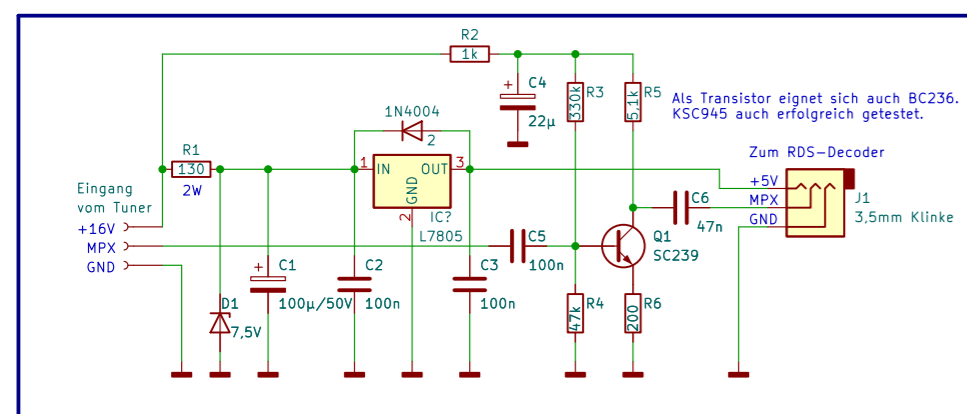 R2
1k
C4
22µ
R3
330k
R5
5,1k
Als Transistor eignet sich auch BC236.
KSC945 auch erfolgreich getestet.
1N4004
2
R1
130
2W
1
IN
OUT
3
GND
2
IC?
L7805
Zum RDS-Decoder
+5V
MPX
GND
J1
3,5mm Klinke
Eingang
vom Tuner
+16V
MPX
GND
C6
47n
Q1
SC239
C5
100n
C1
100µ/50V
C2
100n
C3
100n
D1
7,5V
R4
47k
R6
200